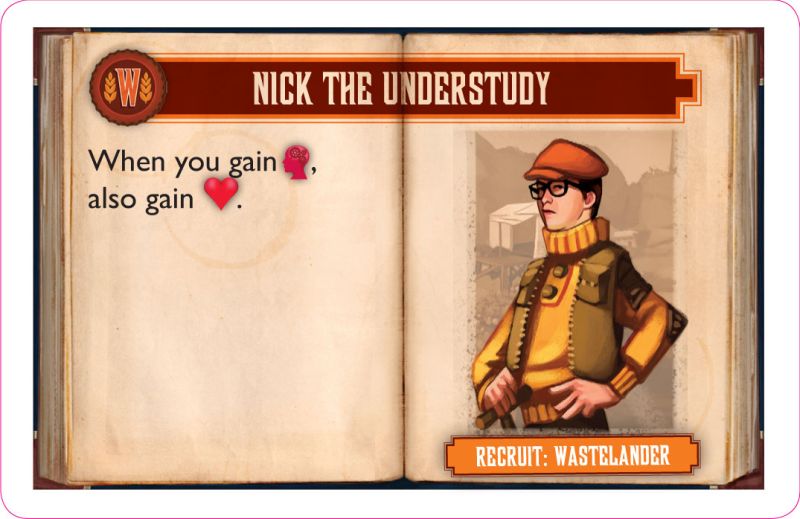 W
NICK THE UNDERSTUDY
When you gain ,
also gain .
RECRUIT: WASTELANDER